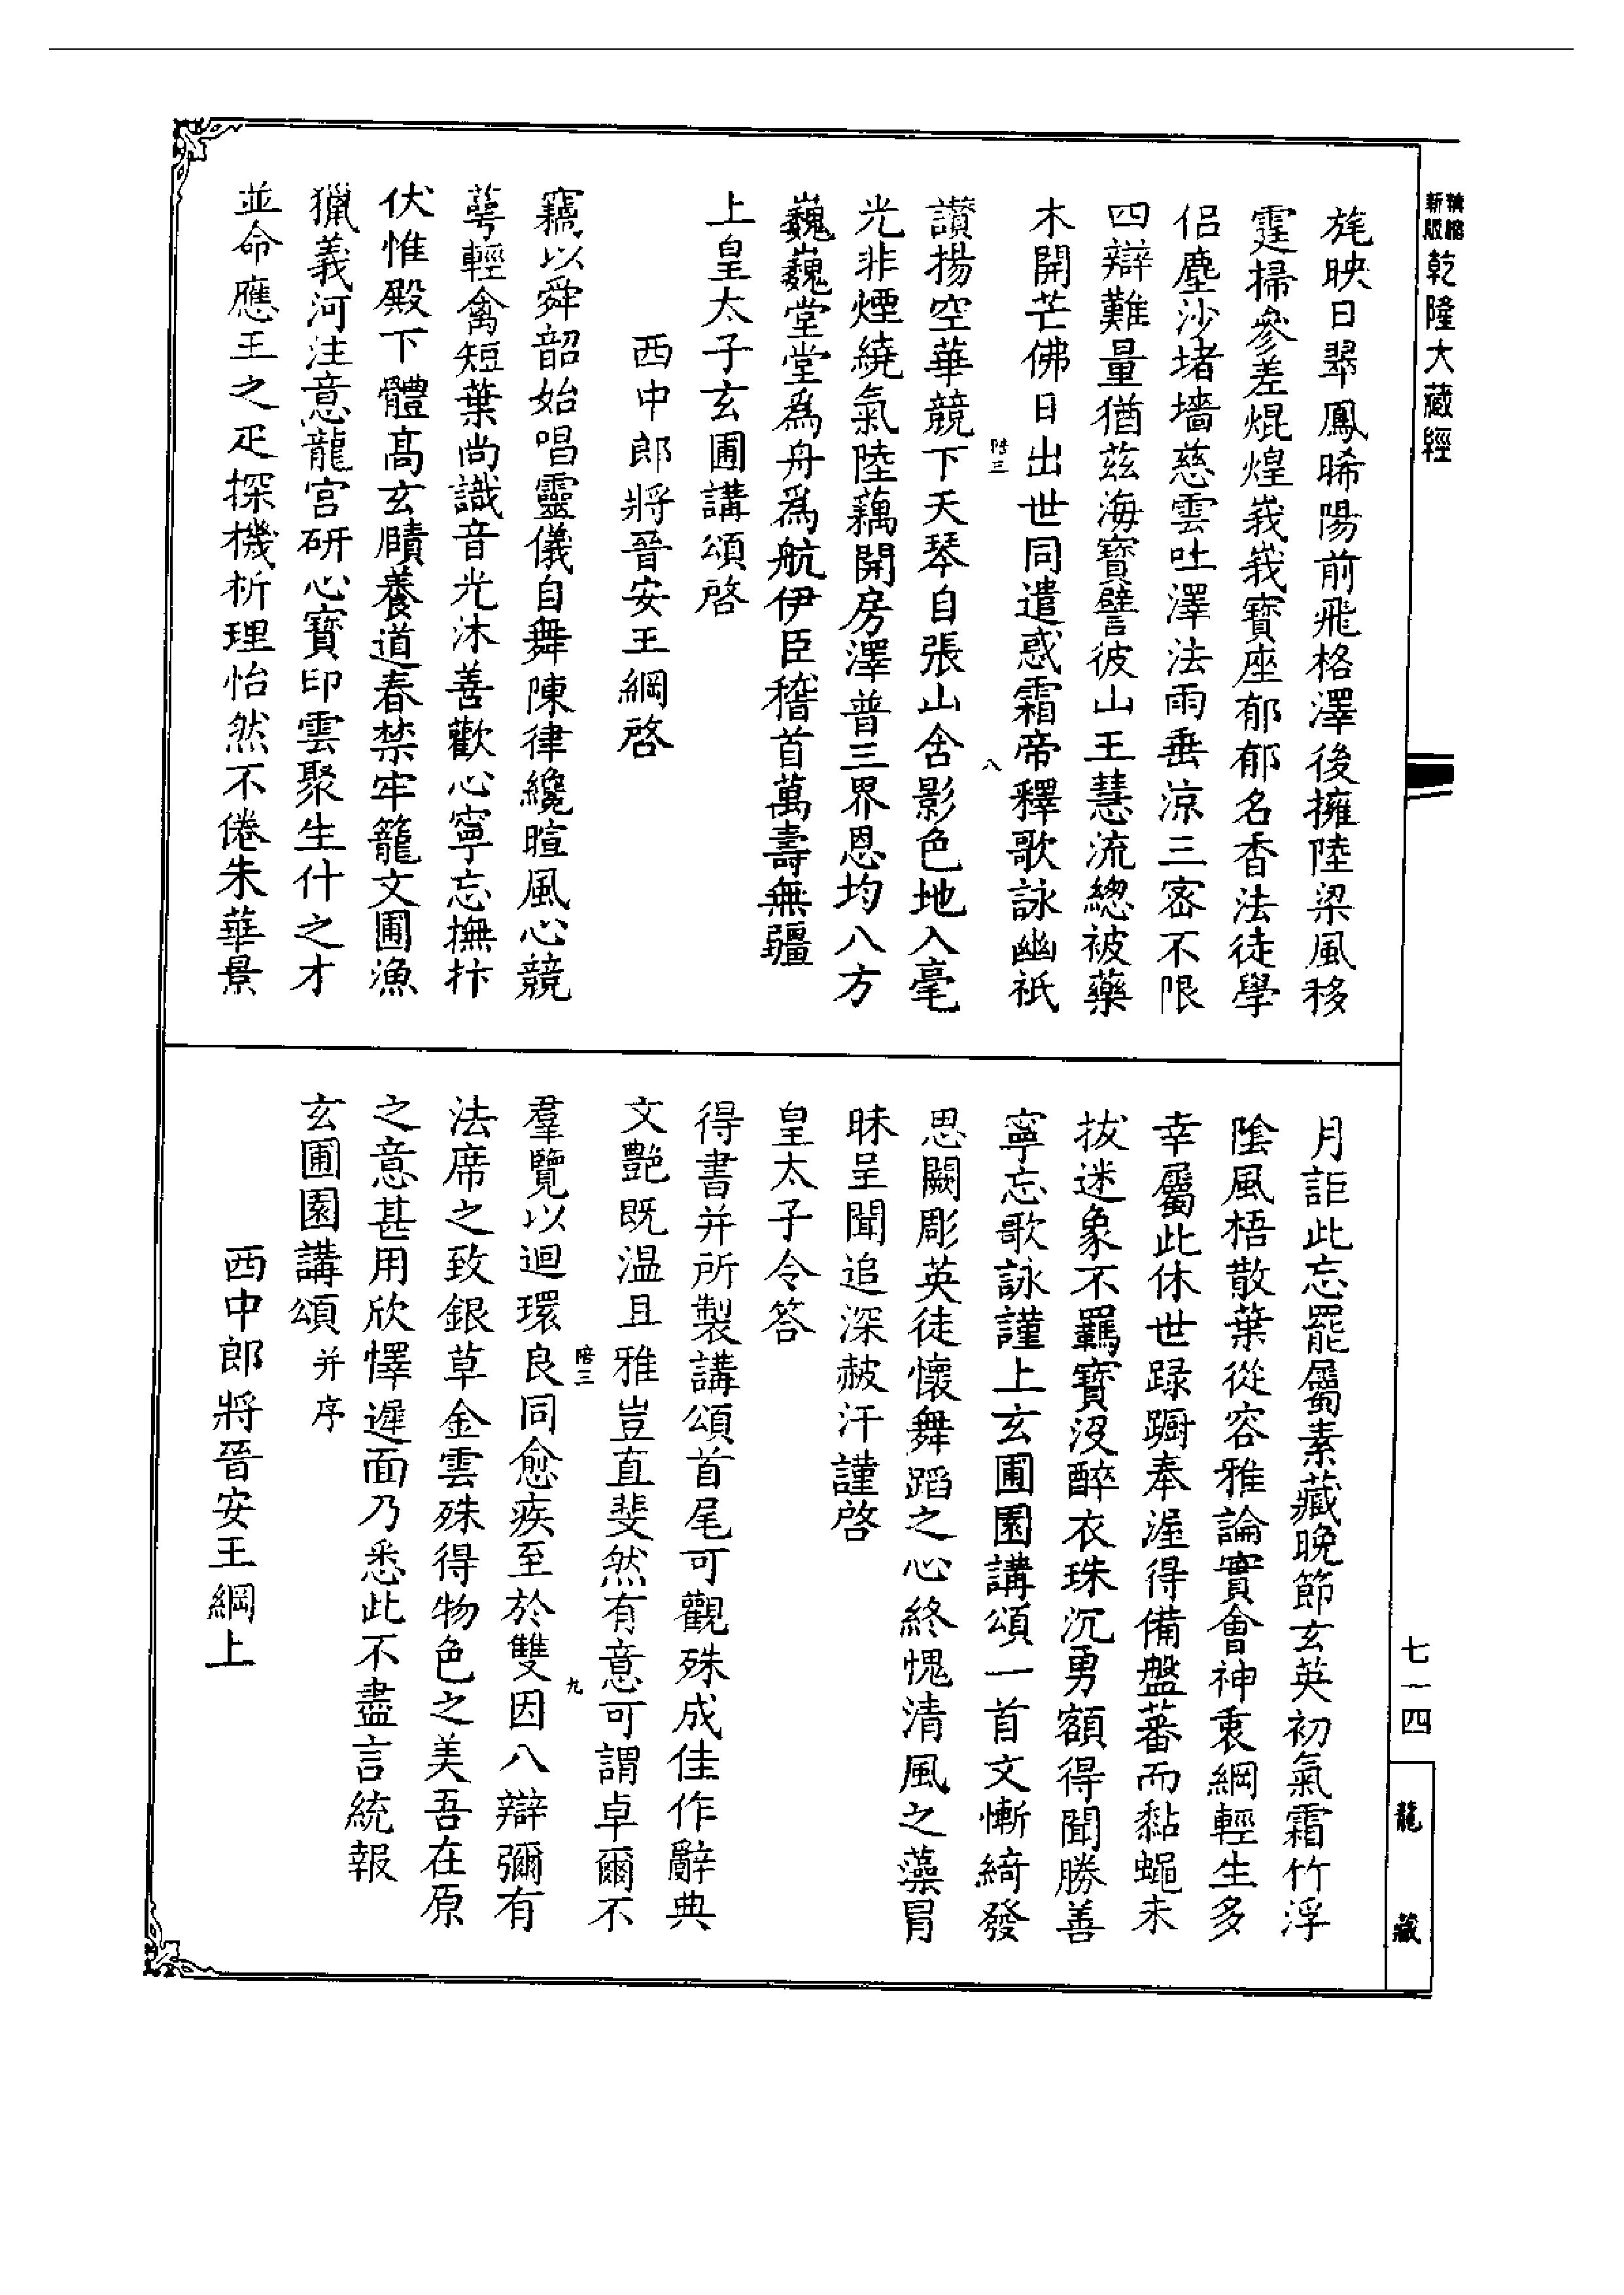 精縮新版乾隆大藏經
旄映日翠鳳晞陽前飛格澤後擁陸梁風移
霆掃參差焜煌峩峩寶座郁郁名香法徒學
侶塵沙堵墻慈雲吐澤法雨垂涼三密不限
四辯難量猶茲海寶譬彼山王慧流總被藥
木開芒佛日出世同遣惑霜帝釋歌詠幽祇
八
讚揚空華競下天琴自張山含影色地入毫
光非煙繞氣陸藕開房澤普三界恩均八方
巍巍堂堂爲舟爲航伊臣稽首萬壽無疆
上皇太子玄圃講頌啓
西中郎將晉安王綱啓
竊以舜韶始唱靈儀自舞陳律纔暄風心競
萼輕禽短葉尚識音光沐善歡心寧忘撫抃
伏惟殿下體高玄賾養道春禁牢籠文圃漁
獵義河注意龍宮研心寶印雲聚生什之才
並命應王之疋探機析理怡然不倦朱華景
月詎此忘罷屬素藏晚節玄英初氣霜竹浮
陰風梧散葉從容雅論實會神衷綱輕生多
幸屬此休世踛躅奉渥得備盤蕃而黏蠅未
拔迷象不羈寶沒醉衣珠沉勇額得聞勝善
寧忘歌詠謹上玄圃園講頌一首文慚綺發
思闕彫英徒懷舞蹈之心終愧清風之藻冒
昧呈聞追深赧汗謹啓
皇太子令答
得書并所製講頌首尾可觀殊成佳作辭典
文艷既温且雅豈直斐然有意可謂卓爾不
九
羣覽以迴環良同愈疾至於雙因八辯彌有
法席之致銀草金雲殊得物色之美吾在原
之意甚用欣懌遲面乃悉此不盡言統報
玄圃園講頌并序
西中郎將晉安王綱上
七一四
龍藏